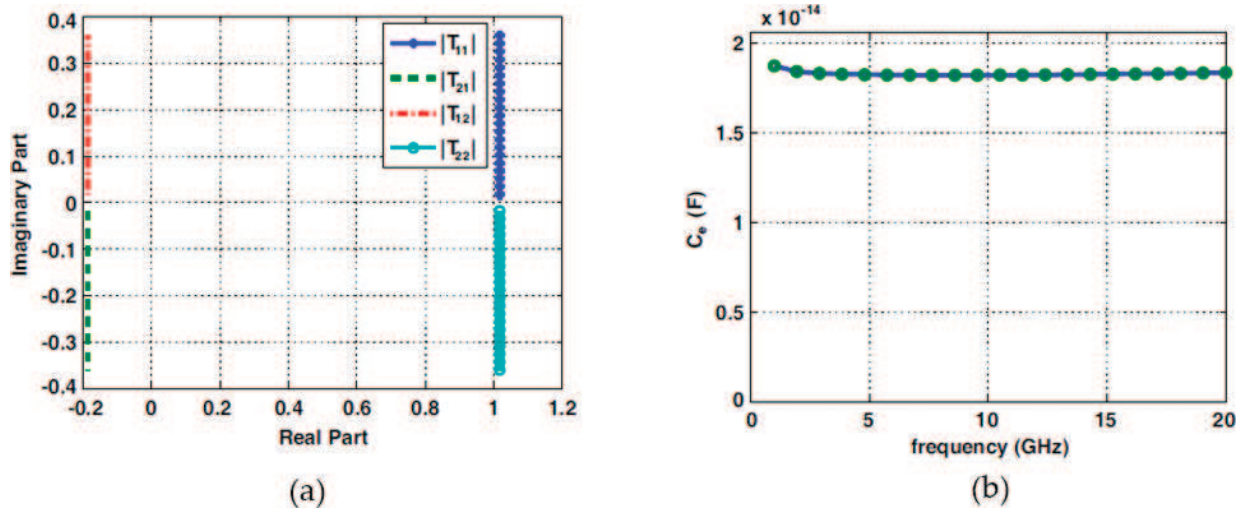 0.4
0.3
0.2
0.1
0
-0.1
-0.2
-0.3
-0.4
Imaginary Part
|T11|
|T21|
|T12|
|T22|
-0.2 0 0.2 0.4 0.6 0.8 1 1.2
Real Part
(a)
x 10-14
2
1.5
1
0.5
0
Ce (F)
0 5 10 15 20
frequency (GHz)
(b)